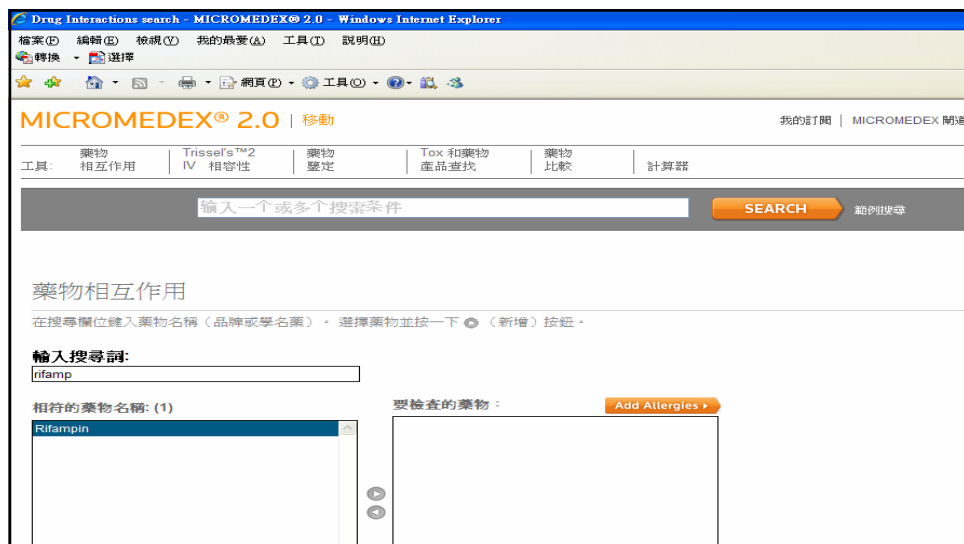 Drug Interactions search - MICROMEDEX® 2.0 - Windows Internet Explorer
檔案(F) 編輯(E) 檢視(V) 我的最愛(A) 工具(T) 說明(H)
轉換 選擇
網頁(P) 工具(O)
MICROMEDEX® 2.0 | 移動
我的訂閱 | MICROMEDEX 閘道
工具: 藥物 相互作用 | Trissel's™2 IV 相容性 | 藥物 鑒定 | Tox 和藥物 產品查找 | 藥物 比較 | 計算器
输入一个或多个搜索条件 SEARCH 範例搜尋
藥物相互作用
在搜尋欄位鍵入藥物名稱（品牌或學名藥）。 選擇藥物並按一下 （新增）按鈕。
輸入搜尋詞:
rifamp
相符的藥物名稱: (1)
要檢查的藥物： Add Allergies
Rifampin